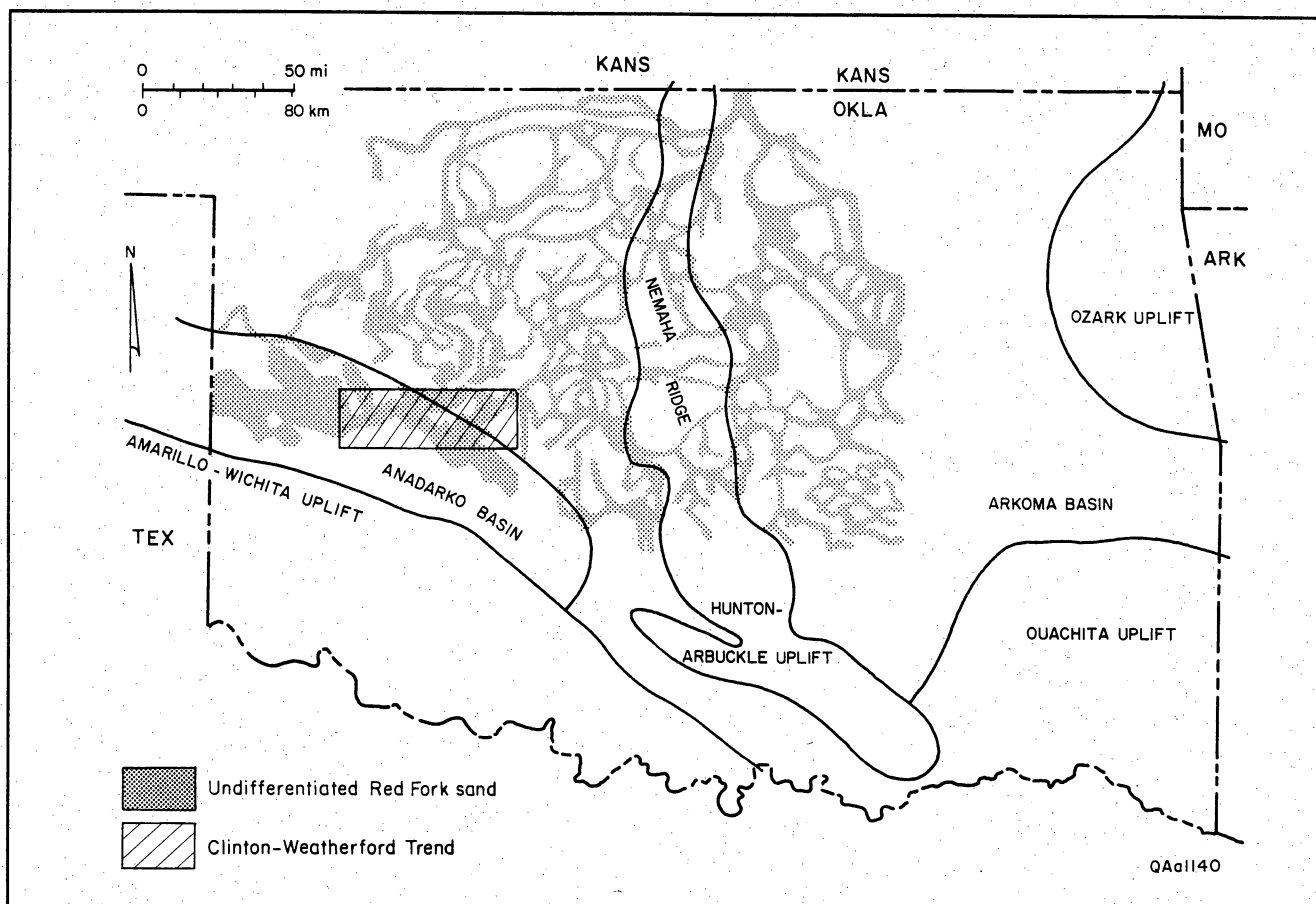 0 50 mi
0 80 km
KANS
KANS
OKLA
MO
ARK
N
NEMAHA
RIDGE
OZARK UPLIFT
AMARILLO-WICHITA UPLIFT
ANADARKO BASIN
ARKOMA BASIN
TEX
HUNTON-
ARBUCKLE UPLIFT
OUACHITA UPLIFT
Undifferentiated Red Fork sand
Clinton-Weatherford Trend
QAa1140